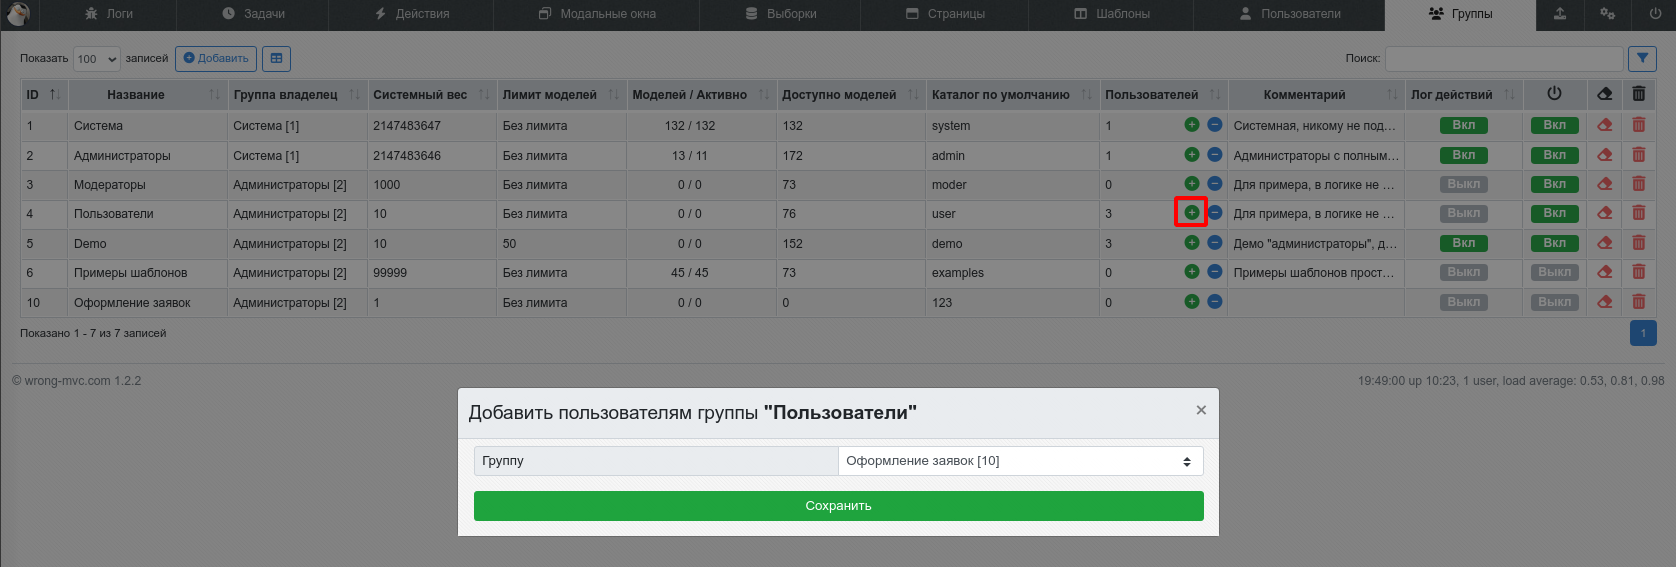 Логи Задачи Действия Модальные окна Выборки Страницы Шаблоны Пользователи Группы
Показать 100 записей Добавить Поиск:
ID Название Группа владелец Системный вес Лимит моделей Моделей / Активно Доступно моделей Каталог по умолчанию Пользователей Комментарий Лог действий
1 Система Система [1] 2147483647 Без лимита 132 / 132 132 system 1 Системная, никому не под... Вкл Вкл
2 Администраторы Система [1] 2147483646 Без лимита 13 / 11 172 admin 1 Администраторы с полным... Вкл Вкл
3 Модераторы Администраторы [2] 1000 Без лимита 0 / 0 73 moder 0 Для примера, в логике не ... Выкл Вкл
4 Пользователи Администраторы [2] 10 Без лимита 0 / 0 76 user 3 Для примера, в логике не ... Выкл Вкл
5 Demo Администраторы [2] 10 50 0 / 0 152 demo 3 Демо "администраторы", д... Вкл Вкл
6 Примеры шаблонов Администраторы [2] 99999 Без лимита 45 / 45 73 examples 0 Примеры шаблонов прост... Выкл Выкл
10 Оформление заявок Администраторы [2] 1 Без лимита 0 / 0 0 123 0 Выкл Выкл
Показано 1 - 7 из 7 записей 1
© wrong-mvc.com 1.2.2 19:49:00 up 10:23, 1 user, load average: 0.53, 0.81, 0.98
Добавить пользователям группы "Пользователи" ×
Группу Оформление заявок [10]
Сохранить